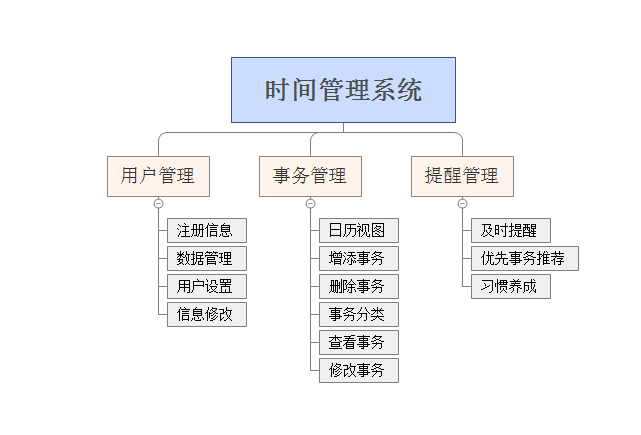 时间管理系统
用户管理
事务管理
提醒管理
注册信息
数据管理
用户设置
信息修改
日历视图
增添事务
删除事务
事务分类
查看事务
修改事务
及时提醒
优先事务推荐
习惯养成